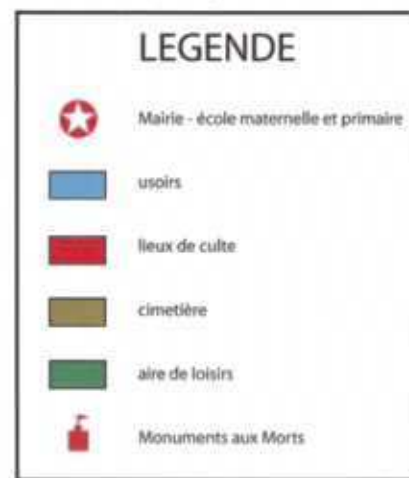 LEGENDE
Mairie - école maternelle et primaire
usoirs
lieux de culte
cimetière
aire de loisirs
Monuments aux Morts